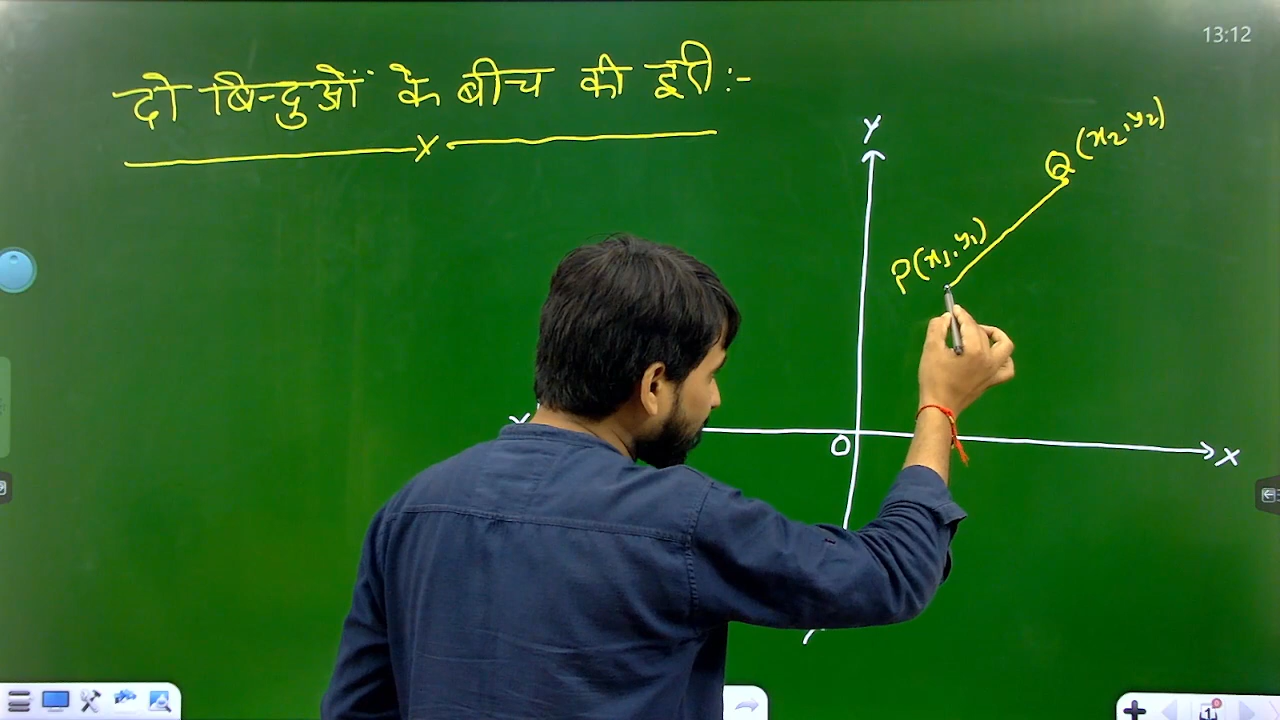 दो बिन्दुओं के बीच की दूरी :-
13:12
Y
Q (x₂, y₂)
P(x₁, y₁)
O
X